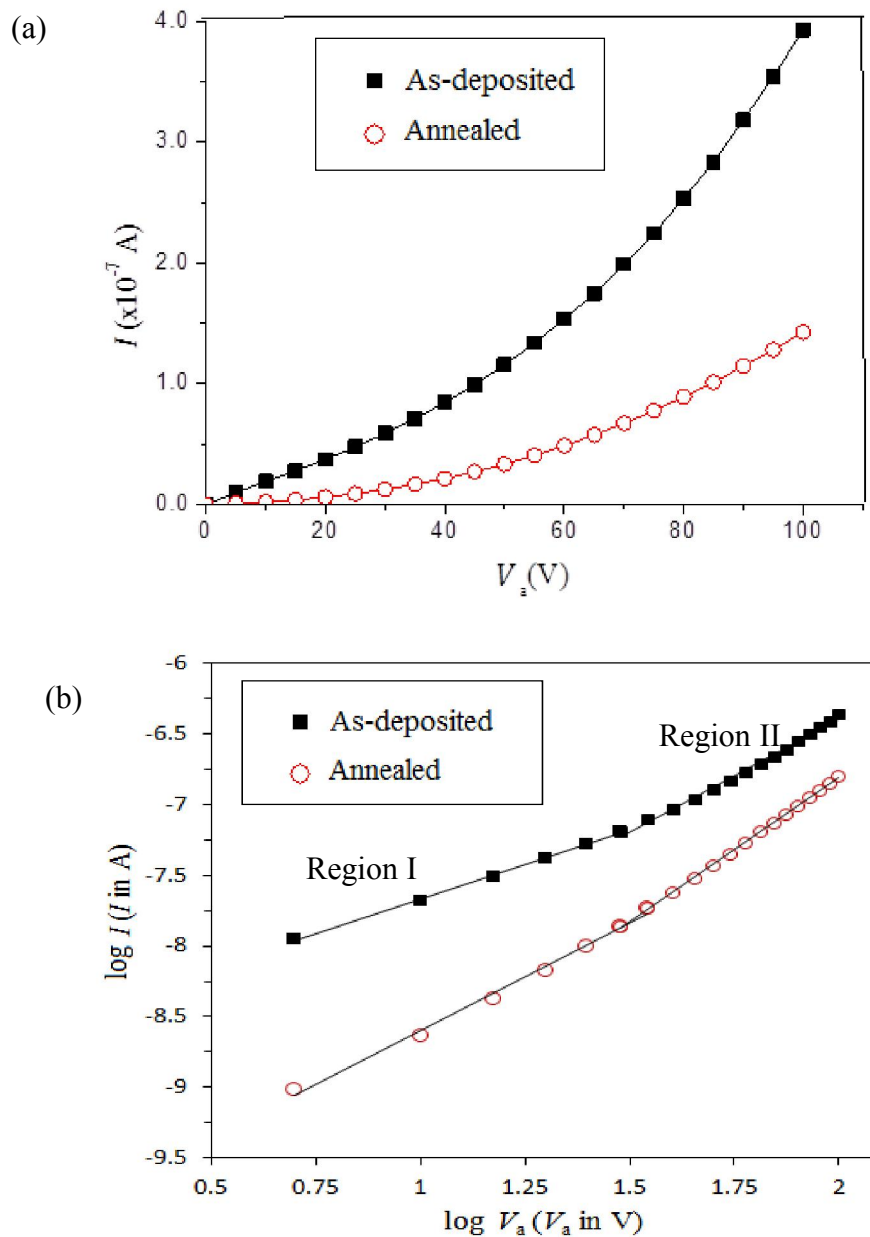 (a)
4.0
3.0
2.0
1.0
0.0
I (x10⁻⁷ A)
As-deposited
Annealed
0 20 40 60 80 100
Vₐ(V)
(b)
-6
-6.5
-7
-7.5
-8
-8.5
-9
-9.5
log I (I in A)
As-deposited
Annealed
Region II
Region I
0.5 0.75 1 1.25 1.5 1.75 2
log Vₐ (Vₐ in V)